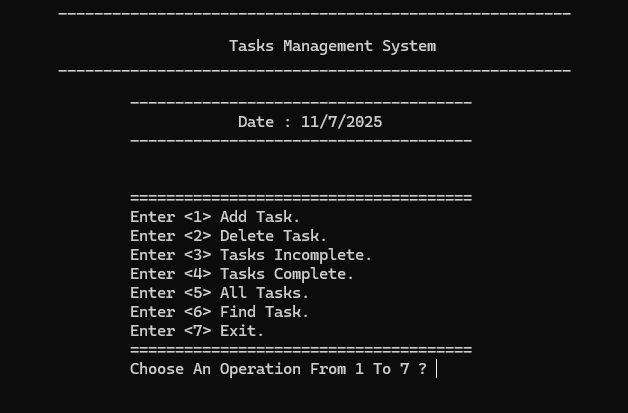 Tasks Management System
Date : 11/7/2025
Enter <1> Add Task.
Enter <2> Delete Task.
Enter <3> Tasks Incomplete.
Enter <4> Tasks Complete.
Enter <5> All Tasks.
Enter <6> Find Task.
Enter <7> Exit.
Choose An Operation From 1 To 7 ?